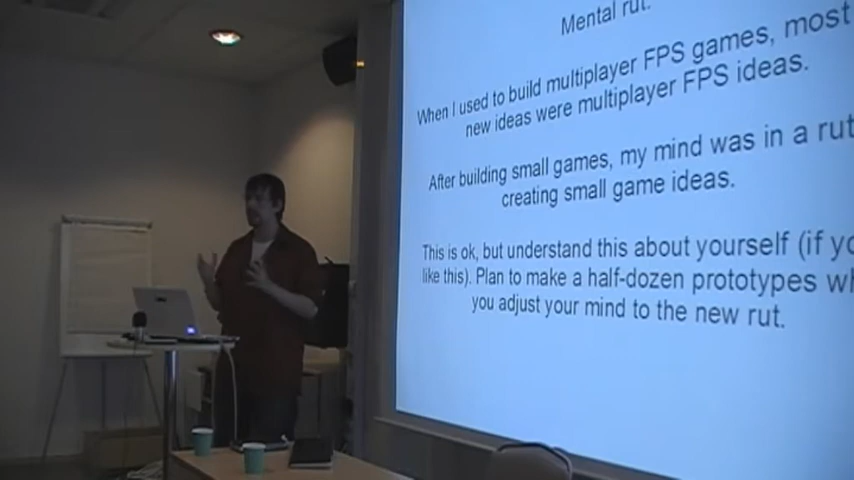 Mental rut.
When I used to build multiplayer FPS games, most
new ideas were multiplayer FPS ideas.
After building small games, my mind was in a rut
creating small game ideas.
This is ok, but understand this about yourself (if
like this). Plan to make a half-dozen prototypes
you adjust your mind to the new rut.